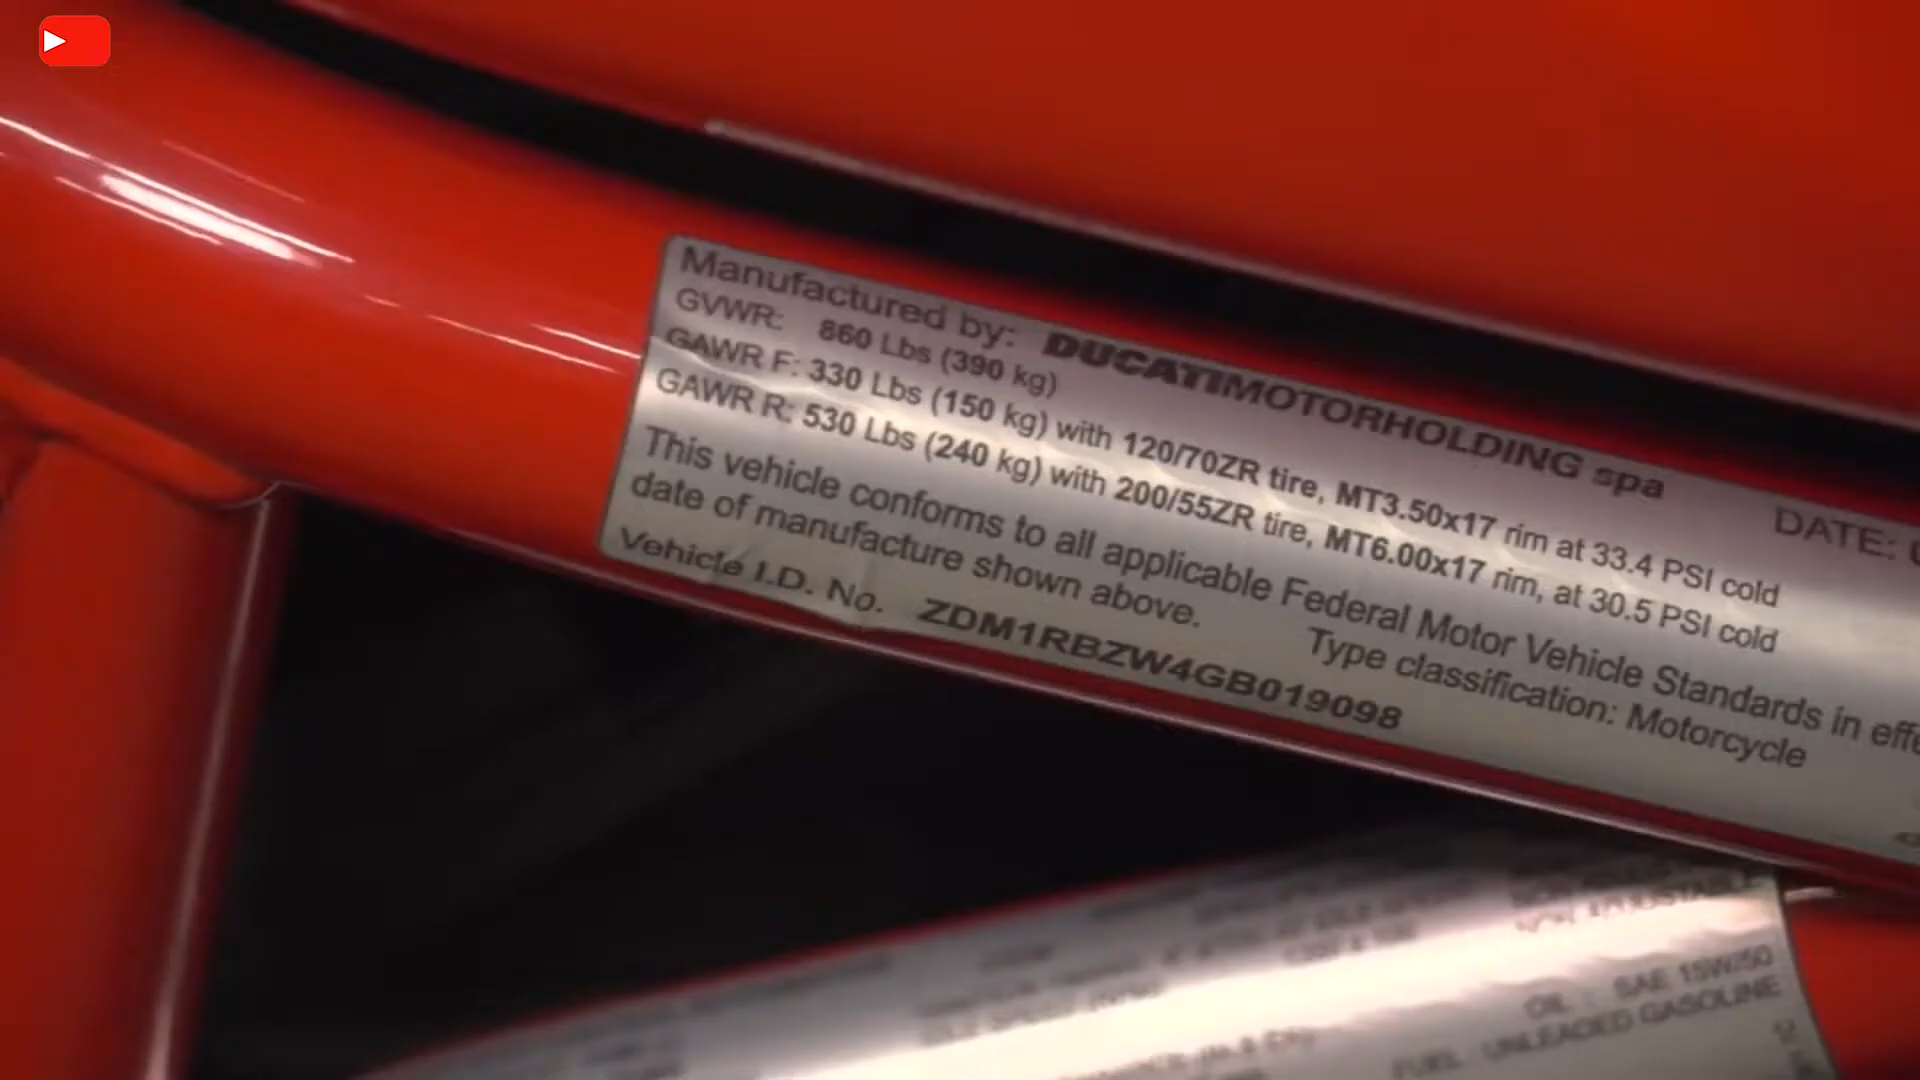 Manufactured by: DUCATIMOTORHOLDING spa DATE:
GVWR: 860 Lbs (390 kg)
GAWR F: 330 Lbs (150 kg) with 120/70ZR tire, MT3.50x17 rim at 33.4 PSI cold
GAWR R: 530 Lbs (240 kg) with 200/55ZR tire, MT6.00x17 rim, at 30.5 PSI cold
This vehicle conforms to all applicable Federal Motor Vehicle Standards in effe
date of manufacture shown above.
Vehicle I.D. No. ZDM1RBZW4GB019098 Type classification: Motorcycle
OIL : SAE 15W/50
FUEL : UNLEADED GASOLINE